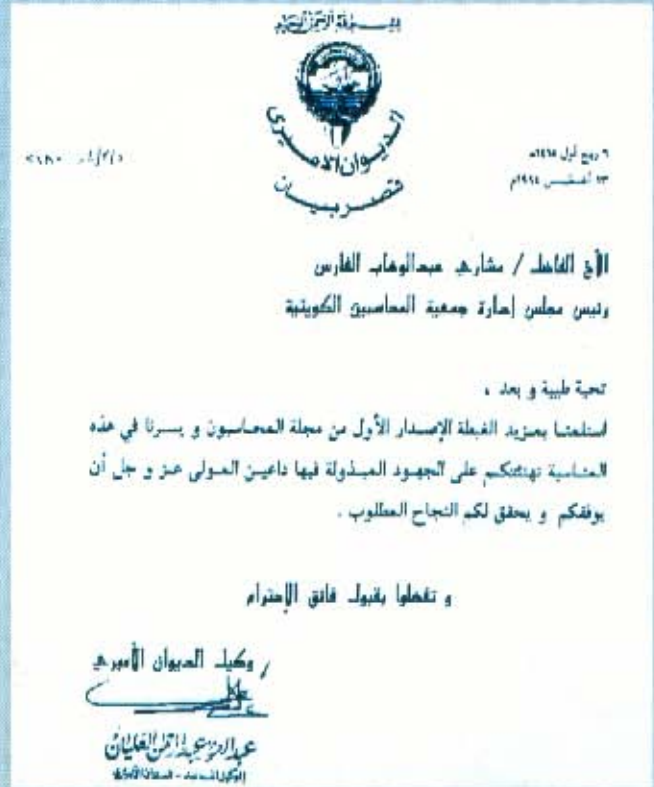 بسم الله الرحمن الرحيم
الديوان الاميري
قصر بيان
٦ ربيع أول ١٤١٥هـ
١٣ أغسطس ١٩٩٤م
الأخ الفاضل / مشاري عبدالوهاب الفارس
رئيس مجلس إدارة جمعية المحاسبين الكويتية
تحية طيبة و بعد ،
استلمنا بمزيد الغبطة الإصدار الأول من مجلة المحاسبون و يسرنا في هذه
المناسبة تهنئتكم على الجهود المبذولة فيها داعين المولى عز و جل أن
يوفقكم و يحقق لكم النجاح المطلوب .
و تفضلوا بقبول فائق الإحترام
/ وكيل الديوان الأميري
الوكيل المساعد -